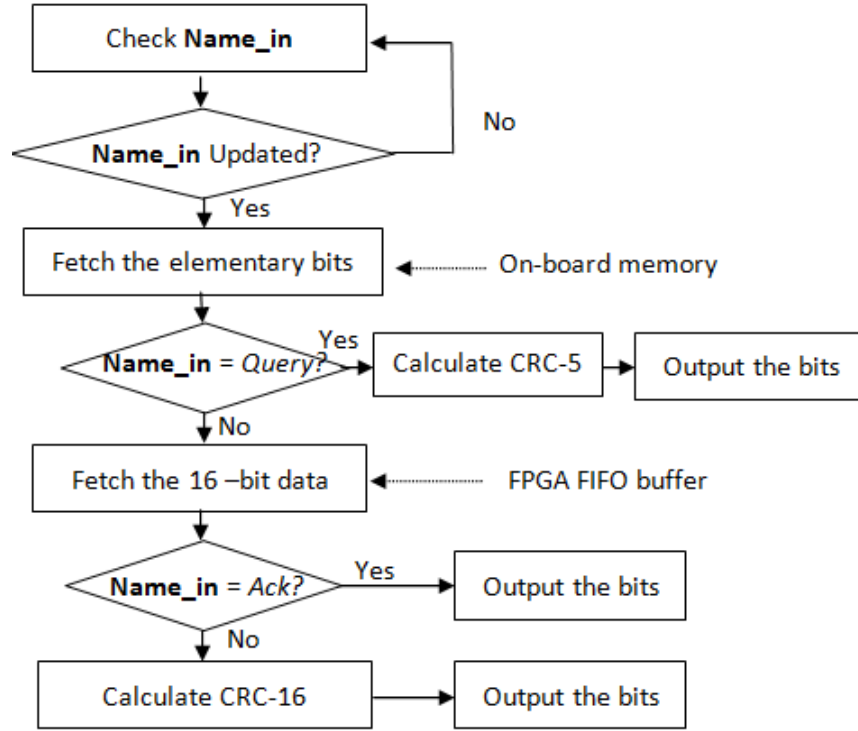 Check Name_in
No
Name_in Updated?
Yes
Fetch the elementary bits
On-board memory
Yes
Name_in = Query?
Calculate CRC-5
Output the bits
No
Fetch the 16 –bit data
FPGA FIFO buffer
Name_in = Ack?
Yes
Output the bits
No
Calculate CRC-16
Output the bits